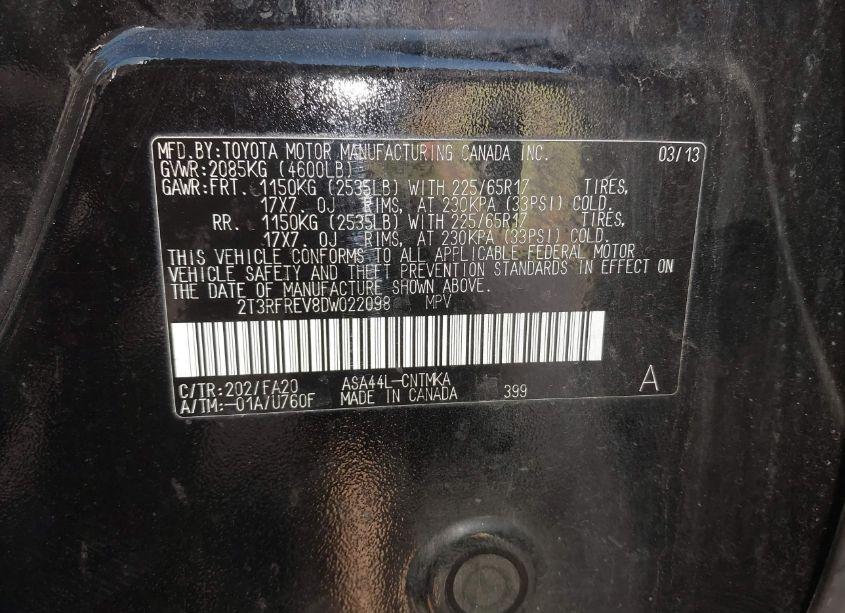 MFD.BY:TOYOTA MOTOR MANUFACTURING CANADA INC. 03/13
GVWR:2085KG (4600LB)
GAWR:FRT. 1150KG (2535LB) WITH 225/65R17 TIRES,
17X7. 0J RIMS, AT 230KPA (33PSI) COLD.
RR. 1150KG (2535LB) WITH 225/65R17 TIRES,
17X7. 0J RIMS, AT 230KPA (33PSI) COLD.
THIS VEHICLE CONFORMS TO ALL APPLICABLE FEDERAL MOTOR
VEHICLE SAFETY AND THEFT PREVENTION STANDARDS IN EFFECT ON
THE DATE OF MANUFACTURE SHOWN ABOVE.
2T3RFREV8DW022098 MPV
C/TR:202/FA20 ASA44L-CNTMKA
A/TM:-01A/U760F MADE IN CANADA 399 A